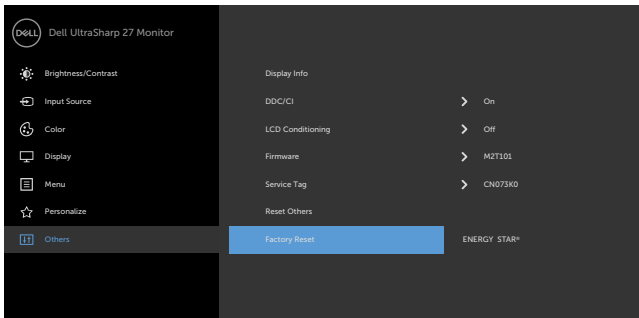 DELL Dell UltraSharp 27 Monitor
Brightness/Contrast Display Info
Input Source DDC/CI On
Color LCD Conditioning Off
Display Firmware M2T101
Menu Service Tag CN073K0
Personalize Reset Others
Others Factory Reset ENERGY STAR®